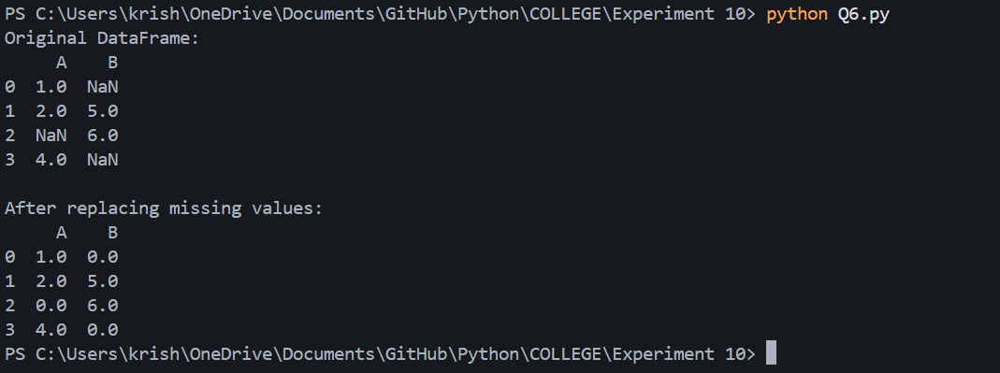 PS C:\Users\krish\OneDrive\Documents\GitHub\Python\COLLEGE\Experiment 10> python Q6.py
Original DataFrame:
     A    B
0  1.0  NaN
1  2.0  5.0
2  NaN  6.0
3  4.0  NaN

After replacing missing values:
     A    B
0  1.0  0.0
1  2.0  5.0
2  0.0  6.0
3  4.0  0.0
PS C:\Users\krish\OneDrive\Documents\GitHub\Python\COLLEGE\Experiment 10>